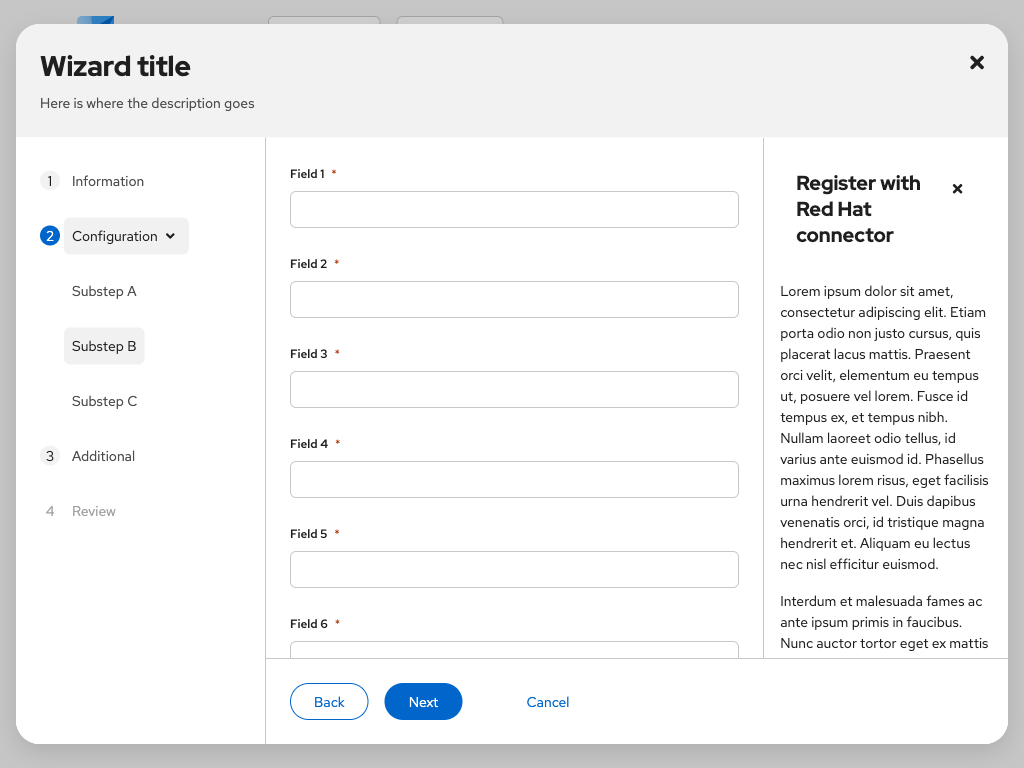 Wizard title
Here is where the description goes
1 Information
2 Configuration
Substep A
Substep B
Substep C
3 Additional
4 Review
Field 1 *
Field 2 *
Field 3 *
Field 4 *
Field 5 *
Field 6 *
Register with
Red Hat
connector
Lorem ipsum dolor sit amet,
consectetur adipiscing elit. Etiam
porta odio non justo cursus, quis
placerat lacus mattis. Praesent
orci velit, elementum eu tempus
ut, posuere vel lorem. Fusce id
tempus ex, et tempus nibh.
Nullam laoreet odio tellus, id
varius ante euismod id. Phasellus
maximus lorem risus, eget facilisis
urna hendrerit vel. Duis dapibus
venenatis orci, id tristique magna
hendrerit et. Aliquam eu lectus
nec nisl efficitur euismod.
Interdum et malesuada fames ac
ante ipsum primis in faucibus.
Nunc auctor tortor eget ex mattis
Back
Next
Cancel